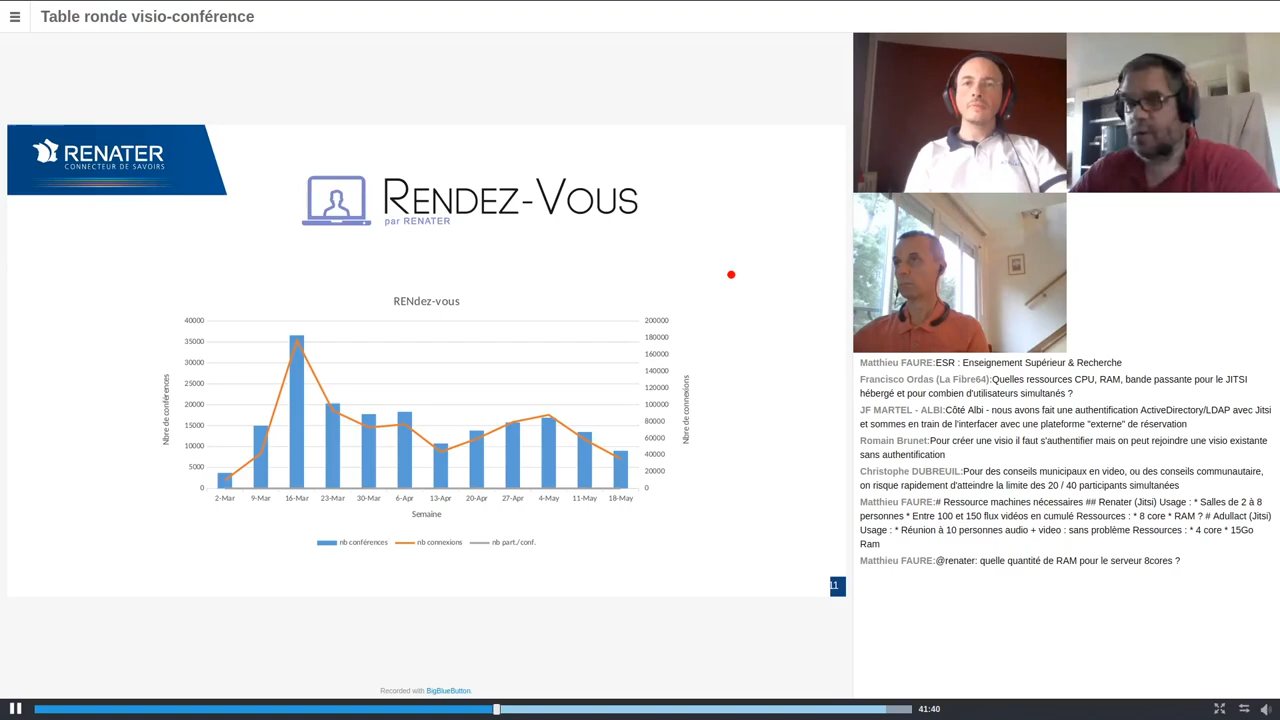 Table ronde visio-conférence
RENATER
CONNECTEUR DE SAVOIRS
RENDEZ-VOUS
par RENATER
RENdez-vous
40000
35000
30000
25000
20000
15000
10000
5000
0
200000
180000
160000
140000
120000
100000
80000
60000
40000
20000
0
Nbre de conférences
Nbre de connexions
2-Mar 9-Mar 16-Mar 23-Mar 30-Mar 6-Apr 13-Apr 20-Apr 27-Apr 4-May 11-May 18-May
Semaine
nb conférences nb connexions nb part./conf.
11
Recorded with BigBlueButton.
Matthieu FAURE:ESR : Enseignement Supérieur & Recherche
Francisco Ordas (La Fibre64):Quelles ressources CPU, RAM, bande passante pour le JITSI
hébergé et pour combien d'utilisateurs simultanés ?
JF MARTEL - ALBI:Côté Albi - nous avons fait une authentification ActiveDirectory/LDAP avec Jitsi
et sommes en train de l'interfacer avec une plateforme "externe" de réservation
Romain Brunet:Pour créer une visio il faut s'authentifier mais on peut rejoindre une visio existante
sans authentification
Christophe DUBREUIL:Pour des conseils municipaux en video, ou des conseils communautaire,
on risque rapidement d'atteindre la limite des 20 / 40 participants simultanées
Matthieu FAURE:# Ressource machines nécessaires ## Renater (Jitsi) Usage : * Salles de 2 à 8
personnes * Entre 100 et 150 flux vidéos en cumulé Ressources : * 8 core * RAM ? # Adullact (Jitsi)
Usage : * Réunion à 10 personnes audio + video : sans problème Ressources : * 4 core * 15Go
Ram
Matthieu FAURE:@renater: quelle quantité de RAM pour le serveur 8cores ?
41:40